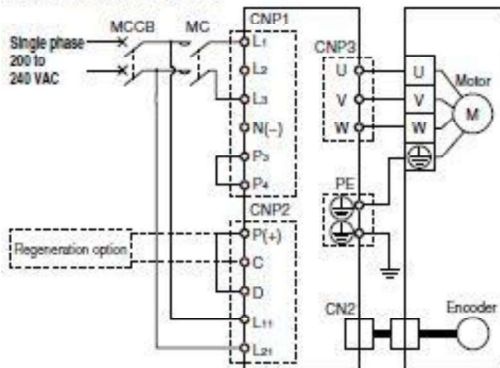 MCCB MC CNP1
Single phase
200 to
240 VAC
L1
L2
L3
N(−)
P3
P4
CNP2
Regeneration option
P(+)
C
D
L11
L21
CNP3
U
V
W
PE
CN2
U
V
W
Motor
M
Encoder